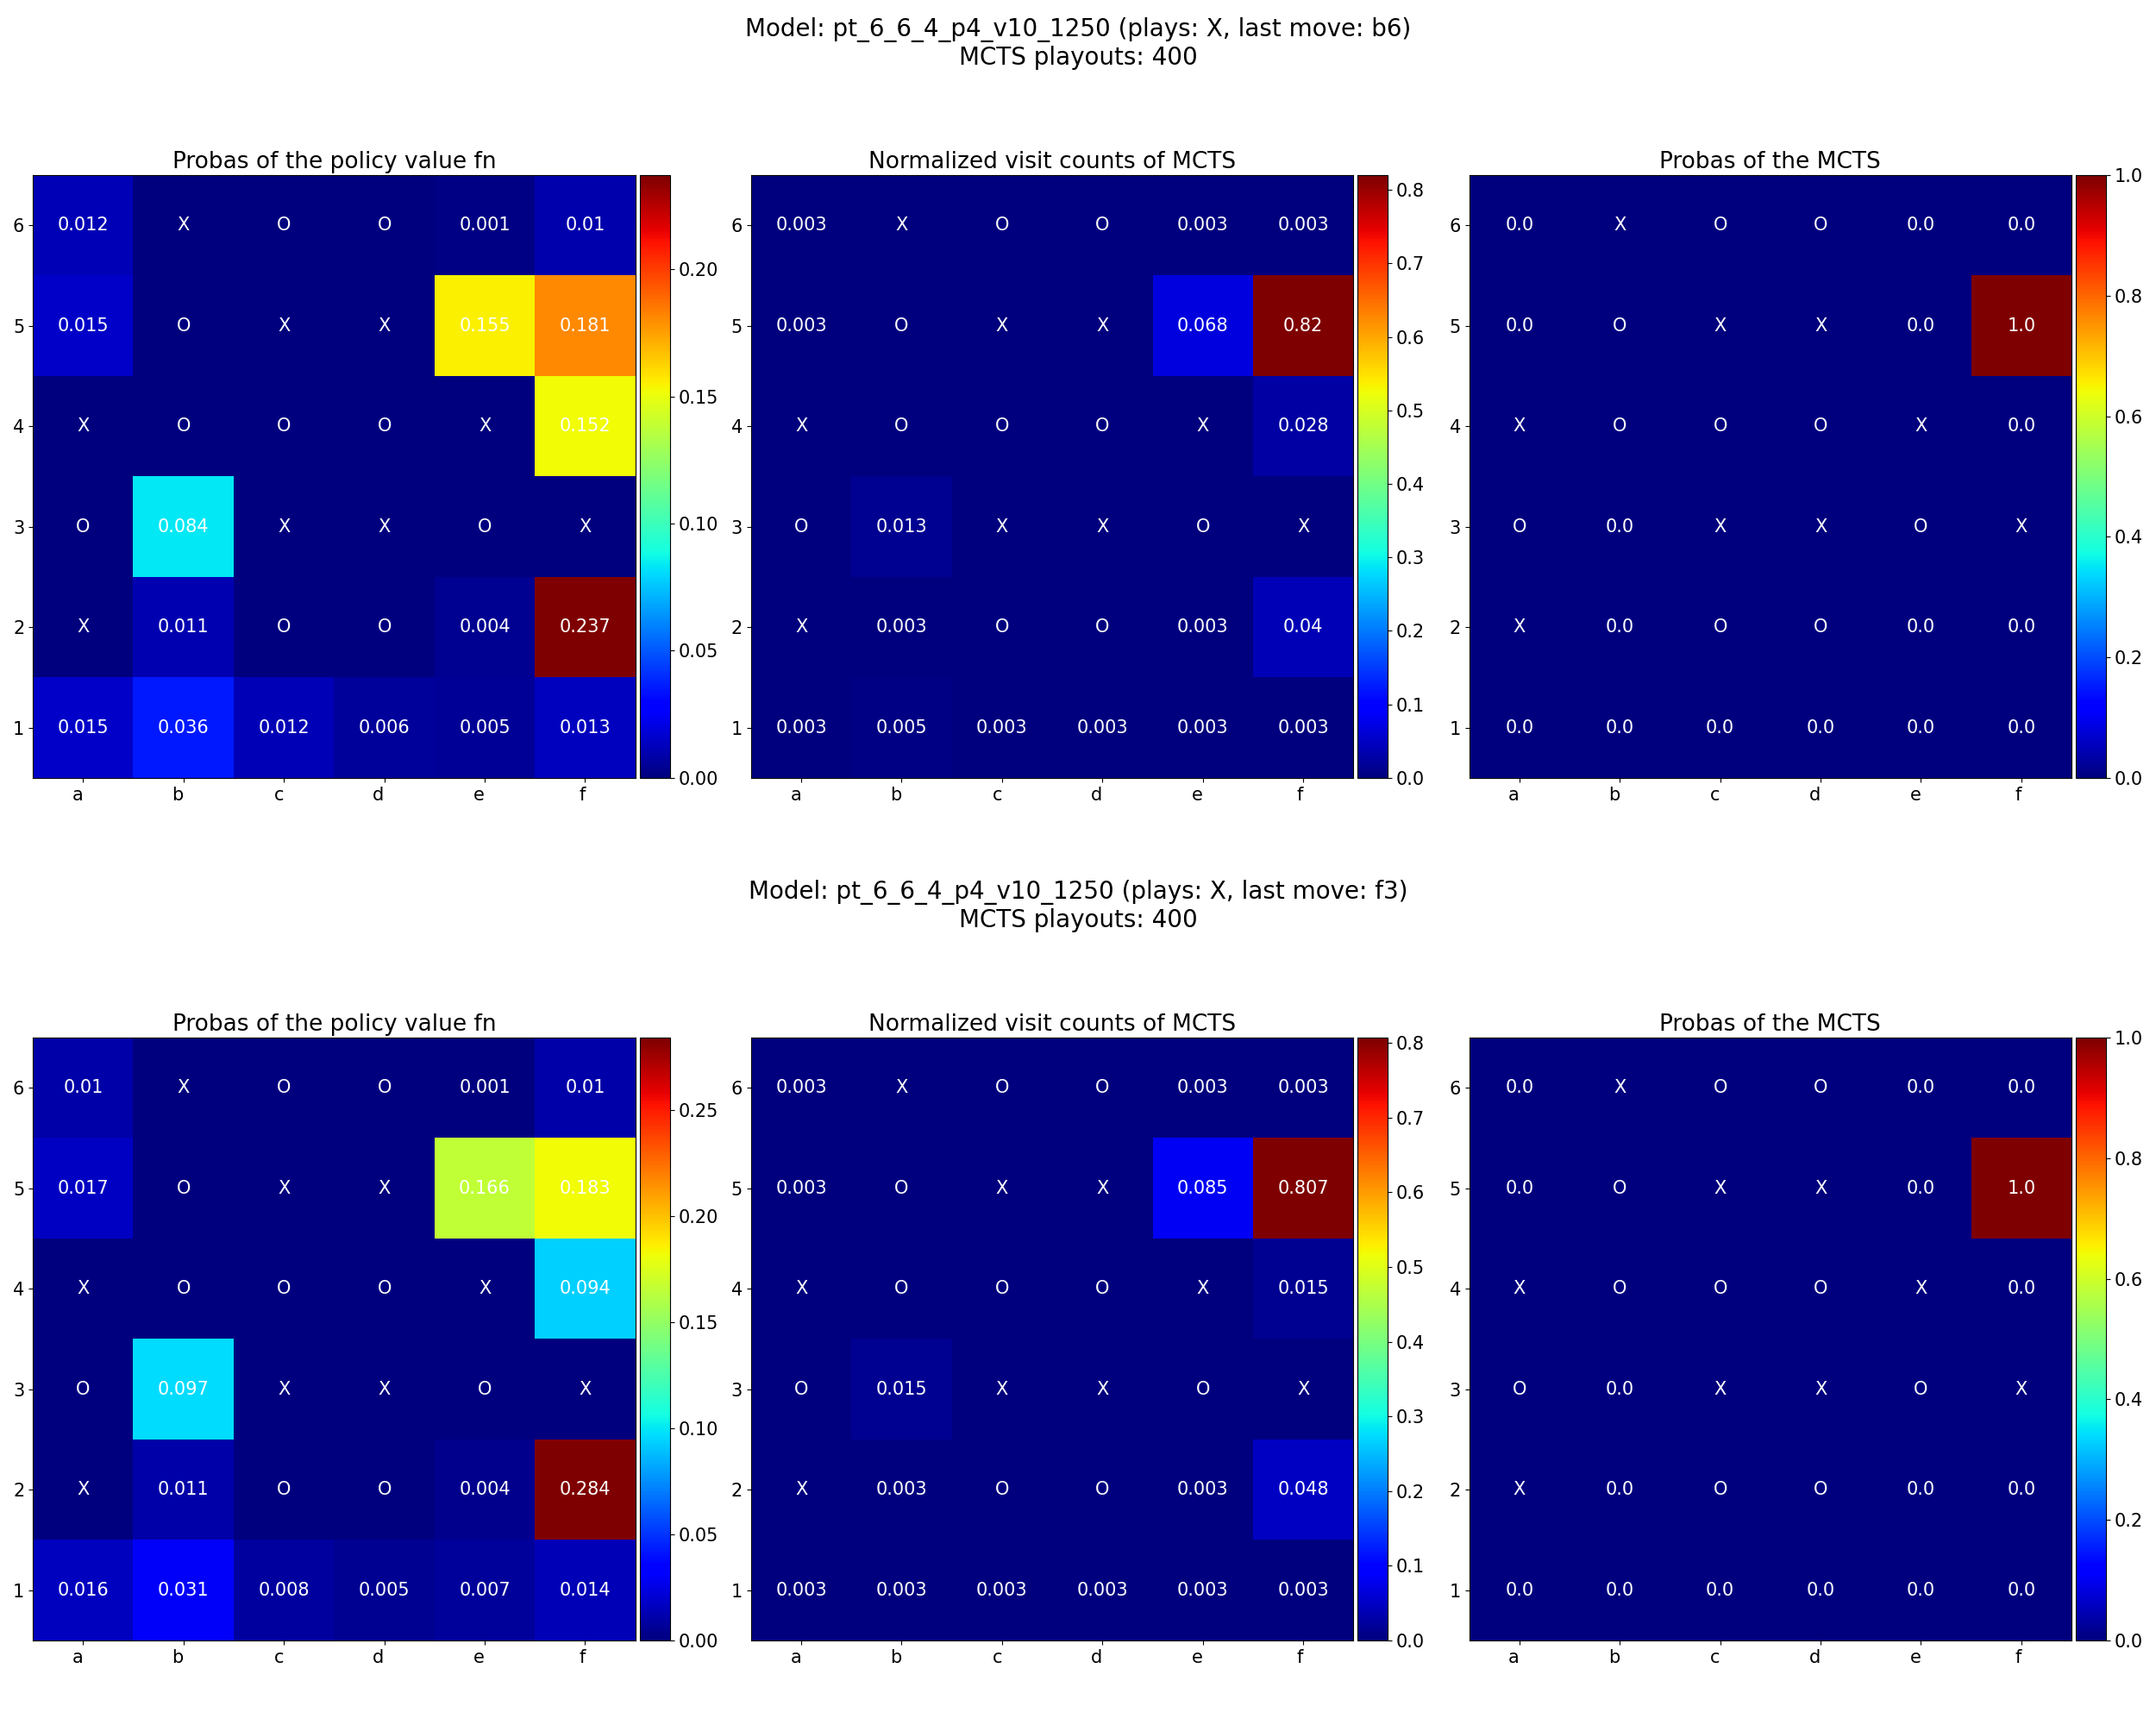 Model: pt_6_6_4_p4_v10_1250 (plays: X, last move: b6)
MCTS playouts: 400
Probas of the policy value fn
Normalized visit counts of MCTS
Probas of the MCTS
6 0.012 X O O 0.001 0.01
5 0.015 O X X 0.155 0.181
4 X O O O X 0.152
3 O 0.084 X X O X
2 X 0.011 O O 0.004 0.237
1 0.015 0.036 0.012 0.006 0.005 0.013
a b c d e f
0.20
0.15
0.10
0.05
0.00
6 0.003 X O O 0.003 0.003
5 0.003 O X X 0.068 0.82
4 X O O O X 0.028
3 O 0.013 X X O X
2 X 0.003 O O 0.003 0.04
1 0.003 0.005 0.003 0.003 0.003 0.003
a b c d e f
0.8
0.7
0.6
0.5
0.4
0.3
0.2
0.1
0.0
6 0.0 X O O 0.0 0.0
5 0.0 O X X 0.0 1.0
4 X O O O X 0.0
3 O 0.0 X X O X
2 X 0.0 O O 0.0 0.0
1 0.0 0.0 0.0 0.0 0.0 0.0
a b c d e f
1.0
0.8
0.6
0.4
0.2
0.0
Model: pt_6_6_4_p4_v10_1250 (plays: X, last move: f3)
MCTS playouts: 400
Probas of the policy value fn
Normalized visit counts of MCTS
Probas of the MCTS
6 0.01 X O O 0.001 0.01
5 0.017 O X X 0.166 0.183
4 X O O O X 0.094
3 O 0.097 X X O X
2 X 0.011 O O 0.004 0.284
1 0.016 0.031 0.008 0.005 0.007 0.014
a b c d e f
0.25
0.20
0.15
0.10
0.05
0.00
6 0.003 X O O 0.003 0.003
5 0.003 O X X 0.085 0.807
4 X O O O X 0.015
3 O 0.015 X X O X
2 X 0.003 O O 0.003 0.048
1 0.003 0.003 0.003 0.003 0.003 0.003
a b c d e f
0.8
0.7
0.6
0.5
0.4
0.3
0.2
0.1
0.0
6 0.0 X O O 0.0 0.0
5 0.0 O X X 0.0 1.0
4 X O O O X 0.0
3 O 0.0 X X O X
2 X 0.0 O O 0.0 0.0
1 0.0 0.0 0.0 0.0 0.0 0.0
a b c d e f
1.0
0.8
0.6
0.4
0.2
0.0